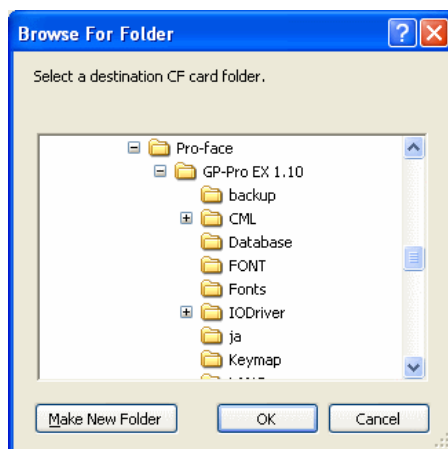 Browse For Folder
Select a destination CF card folder.
Pro-face
GP-Pro EX 1.10
backup
CML
Database
FONT
Fonts
IODriver
ja
Keymap
Make New Folder
OK
Cancel